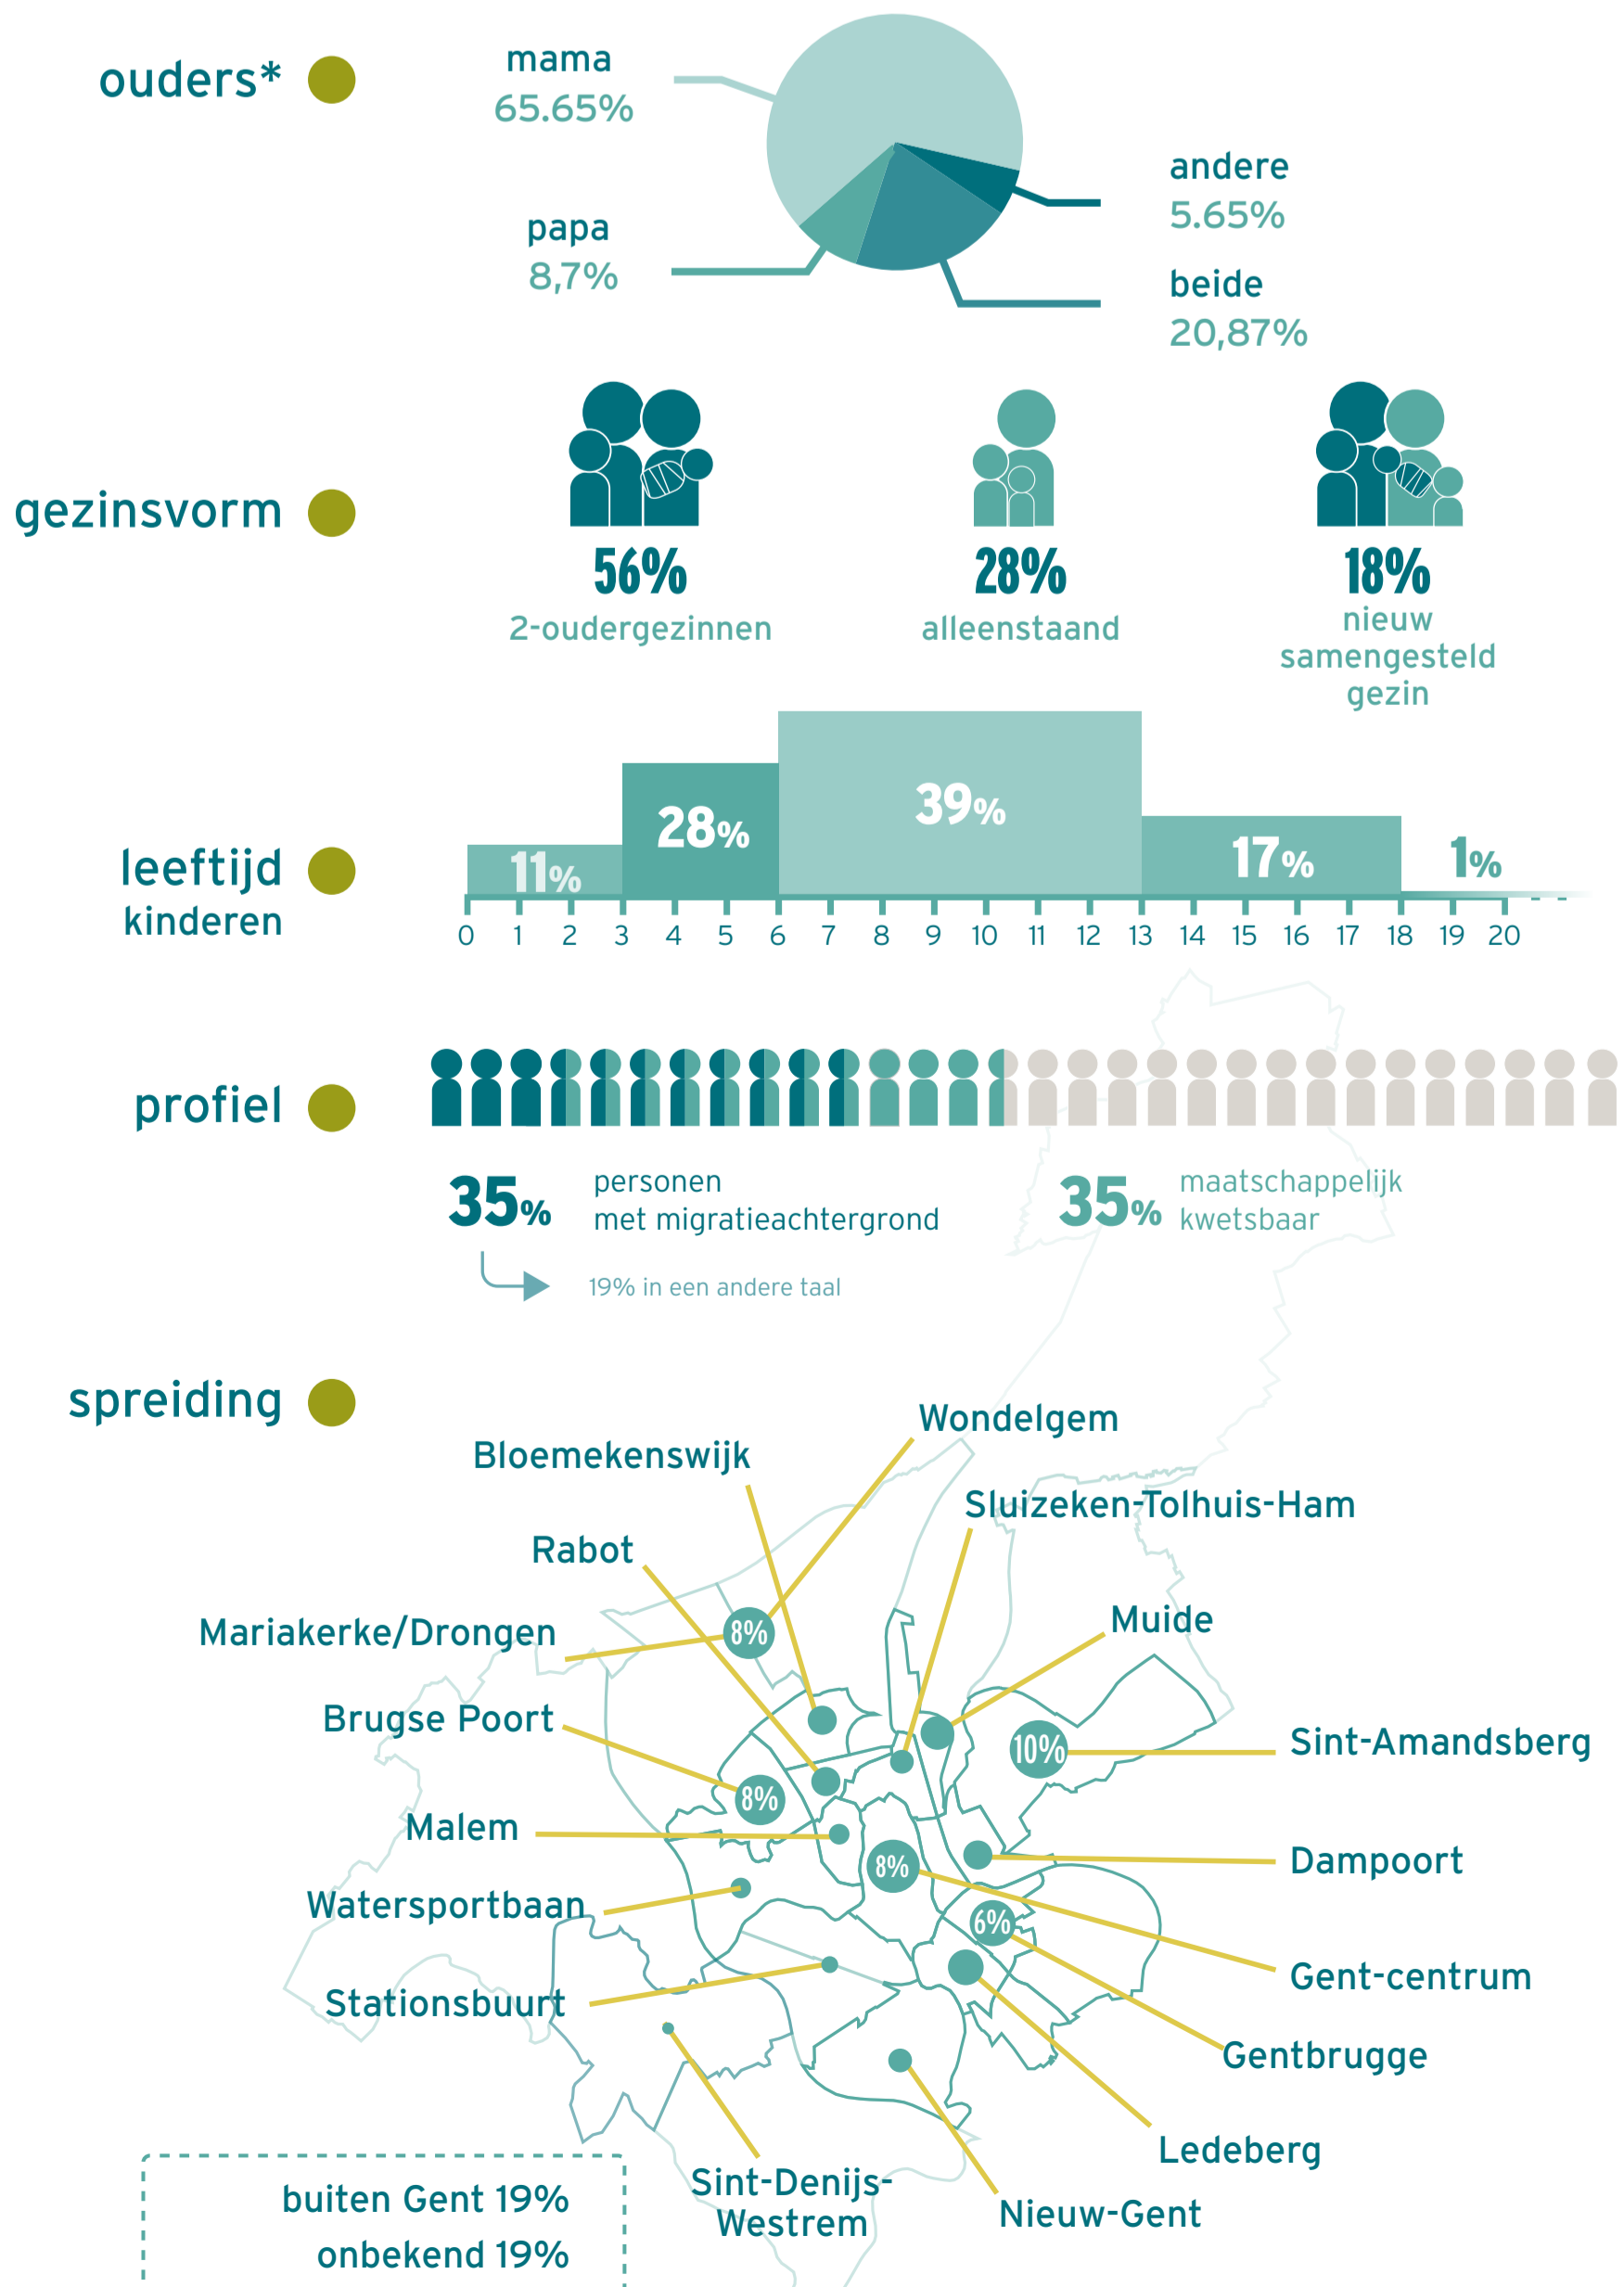 ouders*
mama
65.65%
andere
5.65%
papa
8,7%
beide
20,87%
gezinsvorm
56%
2-oudergezinnen
28%
alleenstaand
18%
nieuw
samengesteld
gezin
leeftijd
kinderen
11%
28%
39%
17%
1%
0 1 2 3 4 5 6 7 8 9 10 11 12 13 14 15 16 17 18 19 20
profiel
35%
personen
met migratieachtergrond
35%
maatschappelijk
kwetsbaar
19% in een andere taal
spreiding
Wondelgem
Bloemekenswijk
Sluizeken-Tolhuis-Ham
Rabot
Mariakerke/Drongen
8%
Muide
Brugse Poort
Sint-Amandsberg
10%
8%
Malem
Dampoort
8%
Watersportbaan
6%
Gent-centrum
Stationsbuurt
Gentbrugge
Ledeberg
Sint-Denijs-
Westrem
Nieuw-Gent
buiten Gent 19%
onbekend 19%